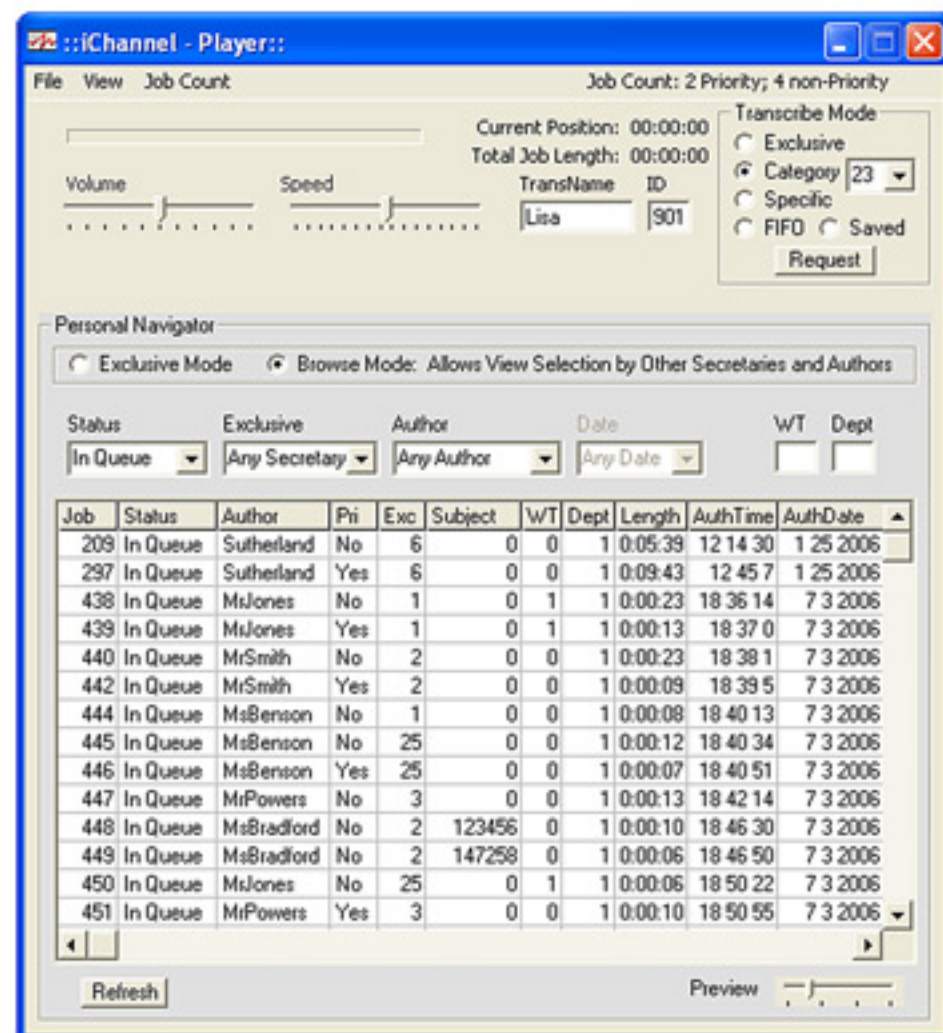 ::iChannel - Player::
File View Job Count Job Count: 2 Priority; 4 non-Priority
Current Position: 00:00:00
Total Job Length: 00:00:00
Volume Speed TransName ID
Lisa 901
Transcribe Mode
Exclusive
Category 23
Specific
FIFO Saved
Request
Personal Navigator
Exclusive Mode Browse Mode: Allows View Selection by Other Secretaries and Authors
Status Exclusive Author Date WT Dept
In Queue Any Secretary Any Author Any Date
Job Status Author Pri Exc Subject WT Dept Length AuthTime AuthDate
209 In Queue Sutherland No 6 0 0 1 0:05:39 12 14 30 1 25 2006
297 In Queue Sutherland Yes 6 0 0 1 0:09:43 12 45 7 1 25 2006
438 In Queue MsJones No 1 0 1 1 0:00:23 18 36 14 7 3 2006
439 In Queue MsJones Yes 1 0 1 1 0:00:13 18 37 0 7 3 2006
440 In Queue MrSmith No 2 0 0 1 0:00:23 18 38 1 7 3 2006
442 In Queue MrSmith Yes 2 0 0 1 0:00:09 18 39 5 7 3 2006
444 In Queue MsBenson No 1 0 0 1 0:00:08 18 40 13 7 3 2006
445 In Queue MsBenson No 25 0 0 1 0:00:12 18 40 34 7 3 2006
446 In Queue MsBenson Yes 25 0 0 1 0:00:07 18 40 51 7 3 2006
447 In Queue MrPowers No 3 0 0 1 0:00:13 18 42 14 7 3 2006
448 In Queue MsBradford No 2 123456 0 1 0:00:10 18 46 30 7 3 2006
449 In Queue MsBradford No 2 147258 0 1 0:00:06 18 46 50 7 3 2006
450 In Queue MsJones No 25 0 1 1 0:00:06 18 50 22 7 3 2006
451 In Queue MrPowers Yes 3 0 0 1 0:00:10 18 50 55 7 3 2006
Refresh Preview